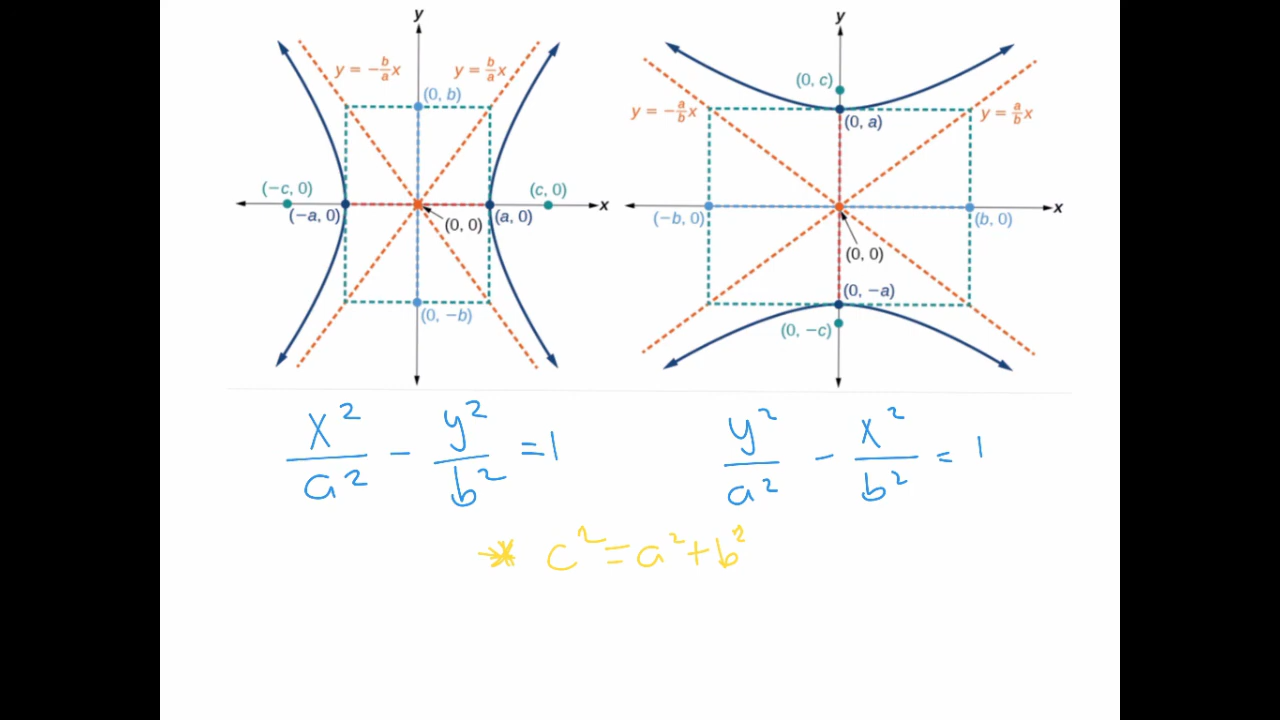 y
y = -b/a x
y = b/a x
(0, b)
(-c, 0)
(c, 0)
x
(-a, 0)
(a, 0)
(0, 0)
(0, -b)
y
(0, c)
y = -a/b x
(0, a)
y = a/b x
x
(-b, 0)
(b, 0)
(0, 0)
(0, -a)
(0, -c)
x²/a² - y²/b² = 1
y²/a² - x²/b² = 1
* c² = a² + b²